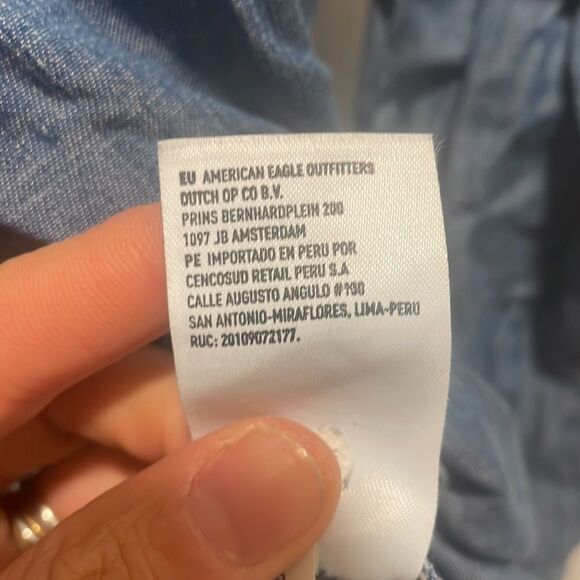 EU AMERICAN EAGLE OUTFITTERS
DUTCH OP CO B.V.
PRINS BERNHARDPLEIN 200
1097 JB AMSTERDAM
PE IMPORTADO EN PERU POR
CENCOSUD RETAIL PERU S.A
CALLE AUGUSTO ANGULO #130
SAN ANTONIO-MIRAFLORES, LIMA-PERU
RUC: 20109072177.